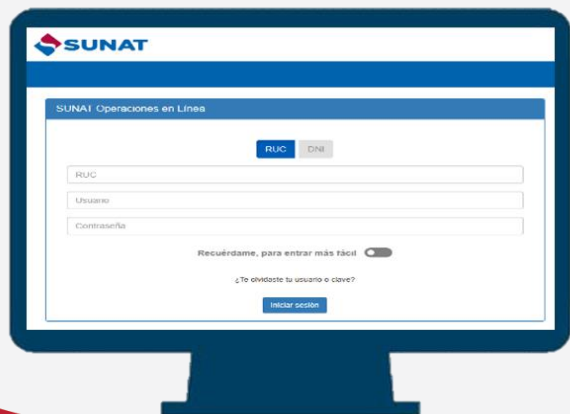 SUNAT
SUNAT Operaciones en Línea
RUC DNI
RUC
Usuario
Contraseña
Recuérdame, para entrar más fácil
¿Te olvidaste tu usuario o clave?
Iniciar sesión